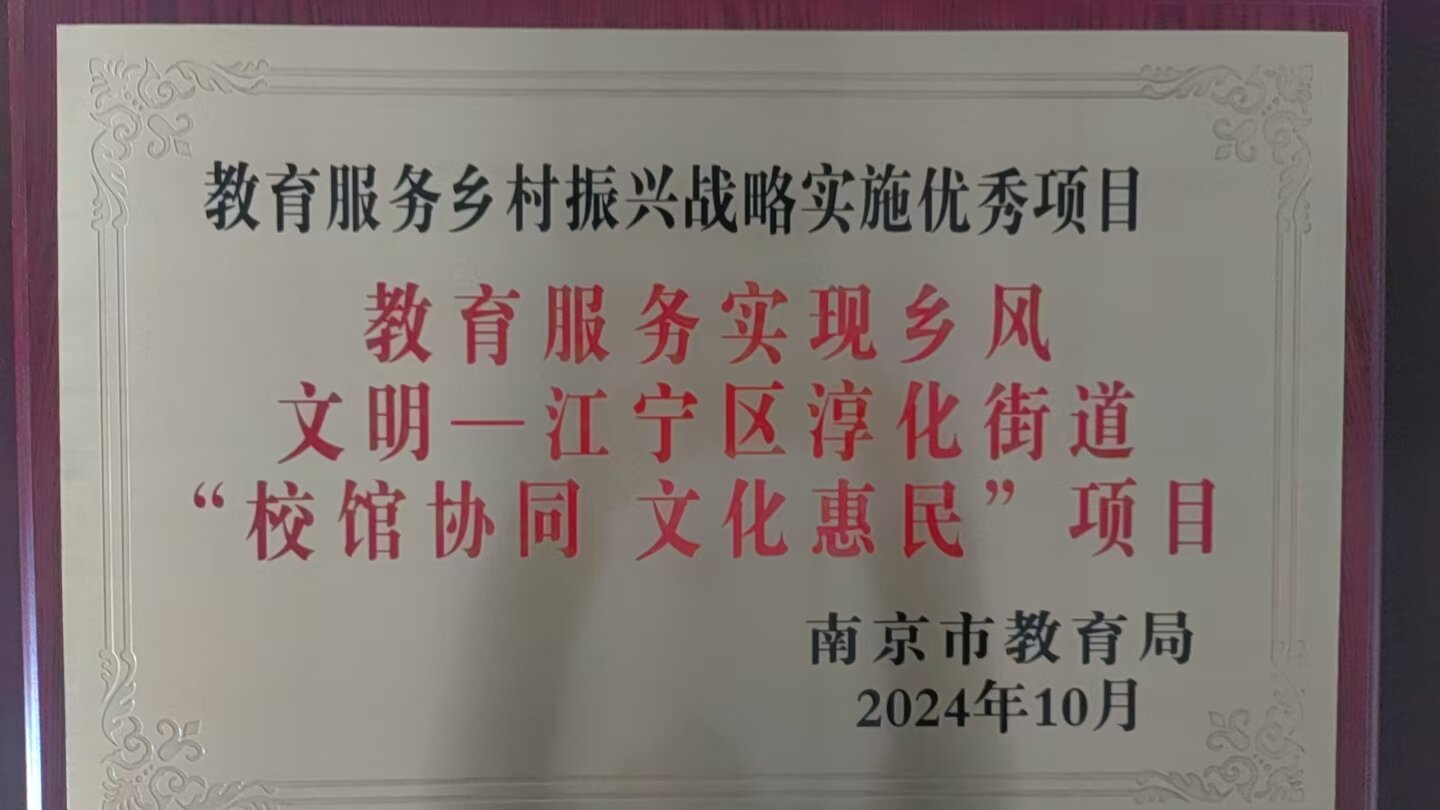 教育服务乡村振兴战略实施优秀项目
教育服务实现乡风
文明—江宁区淳化街道
“校馆协同 文化惠民”项目
南京市教育局
2024年10月